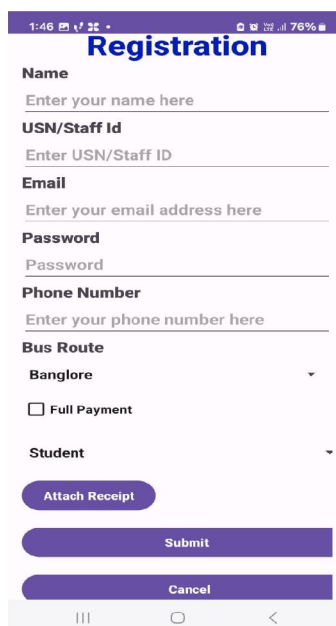 1:46 76%
Registration
Name
Enter your name here
USN/Staff Id
Enter USN/Staff ID
Email
Enter your email address here
Password
Password
Phone Number
Enter your phone number here
Bus Route
Banglore
Full Payment
Student
Attach Receipt
Submit
Cancel